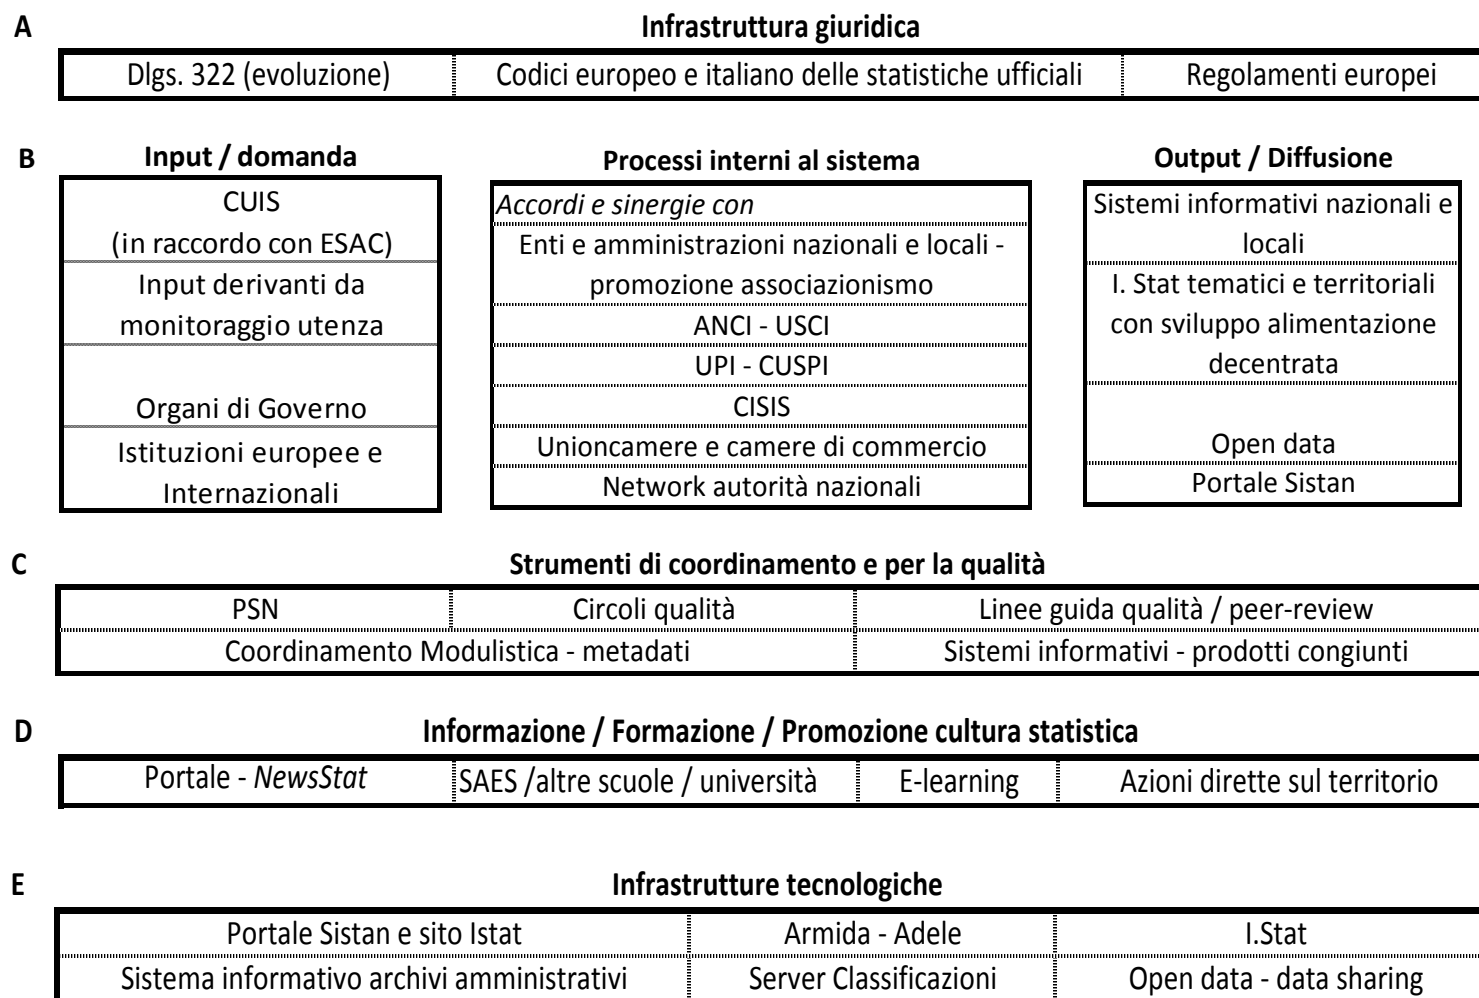 A
Infrastruttura giuridica
Dlgs. 322 (evoluzione)
Codici europeo e italiano delle statistiche ufficiali
Regolamenti europei
B
Input / domanda
CUIS
(in raccordo con ESAC)
Input derivanti da
monitoraggio utenza
Organi di Governo
Istituzioni europee e
Internazionali
Processi interni al sistema
Accordi e sinergie con
Enti e amministrazioni nazionali e locali -
promozione associazionismo
ANCI - USCI
UPI - CUSPI
CISIS
Unioncamere e camere di commercio
Network autorità nazionali
Output / Diffusione
Sistemi informativi nazionali e
locali
I. Stat tematici e territoriali
con sviluppo alimentazione
decentrata
Open data
Portale Sistan
C
Strumenti di coordinamento e per la qualità
PSN
Circoli qualità
Linee guida qualità / peer-review
Coordinamento Modulistica - metadati
Sistemi informativi - prodotti congiunti
D
Informazione / Formazione / Promozione cultura statistica
Portale - NewsStat
SAES /altre scuole / università
E-learning
Azioni dirette sul territorio
E
Infrastrutture tecnologiche
Portale Sistan e sito Istat
Armida - Adele
I.Stat
Sistema informativo archivi amministrativi
Server Classificazioni
Open data - data sharing